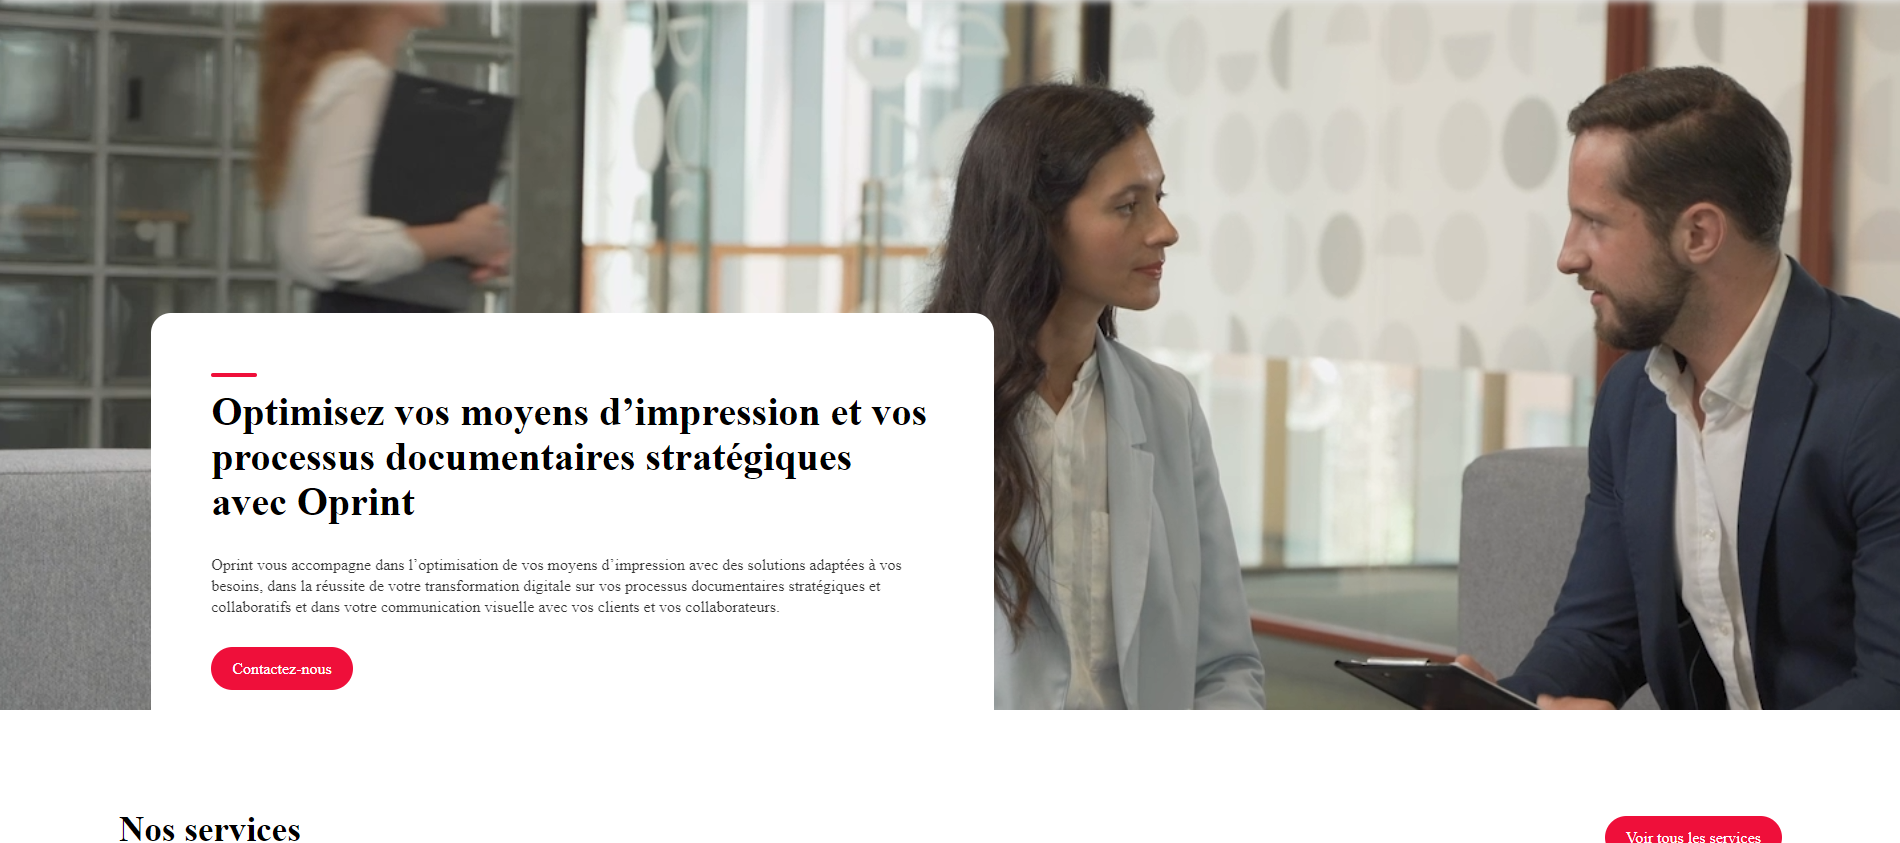 Optimisez vos moyens d’impression et vos
processus documentaires stratégiques
avec Oprint
Oprint vous accompagne dans l’optimisation de vos moyens d’impression avec des solutions adaptées à vos
besoins, dans la réussite de votre transformation digitale sur vos processus documentaires stratégiques et
collaboratifs et dans votre communication visuelle avec vos clients et vos collaborateurs.
Contactez-nous
Nos services
Voir tous les services